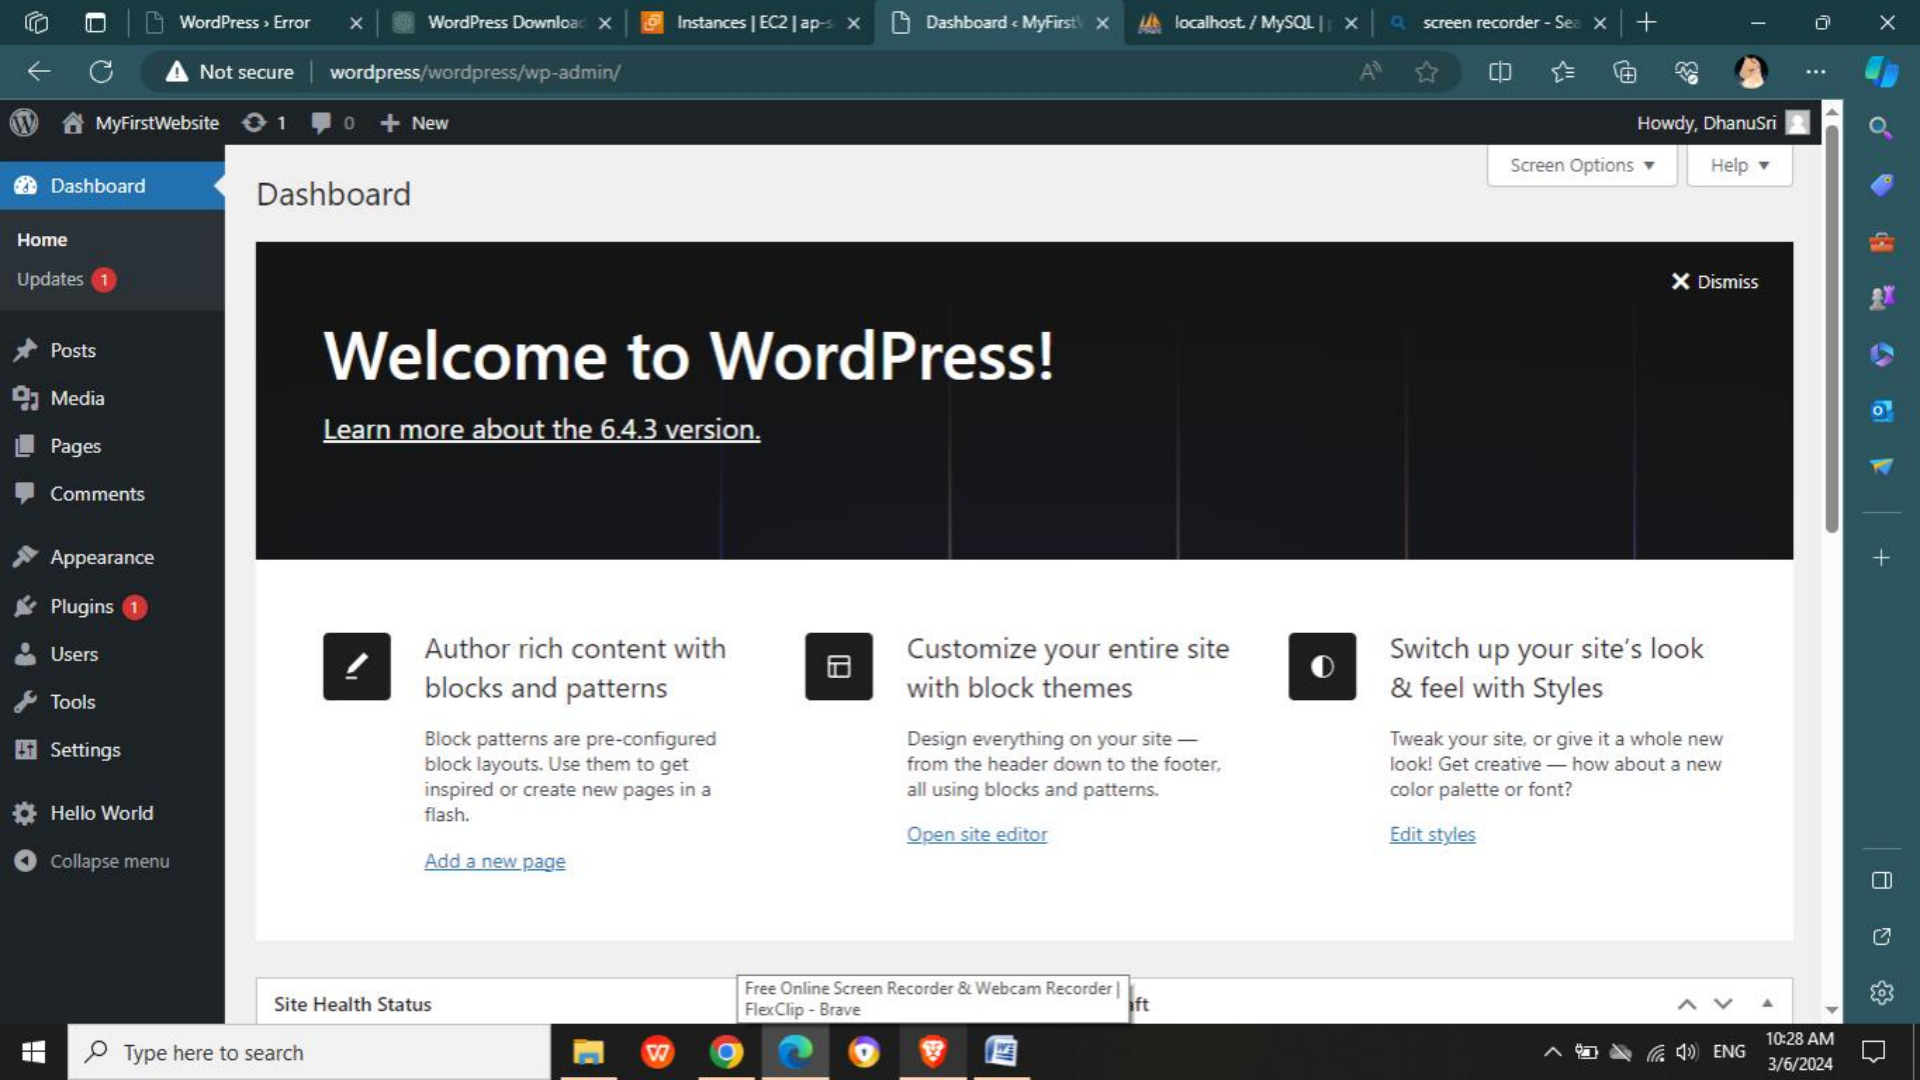 WordPress › Error
WordPress Download
Instances | EC2 | ap-s
Dashboard ‹ MyFirst
localhost. / MySQL |
screen recorder - Sea
Not secure
wordpress/wordpress/wp-admin/
MyFirstWebsite
1
0
New
Howdy, DhanuSri
Screen Options
Help
Dashboard
Home
Updates 1
Posts
Media
Pages
Comments
Appearance
Plugins 1
Users
Tools
Settings
Hello World
Collapse menu
Dashboard
Dismiss
Welcome to WordPress!
Learn more about the 6.4.3 version.
Author rich content with
blocks and patterns
Block patterns are pre-configured
block layouts. Use them to get
inspired or create new pages in a
flash.
Add a new page
Customize your entire site
with block themes
Design everything on your site —
from the header down to the footer,
all using blocks and patterns.
Open site editor
Switch up your site's look
& feel with Styles
Tweak your site, or give it a whole new
look! Get creative — how about a new
color palette or font?
Edit styles
Site Health Status
aft
Free Online Screen Recorder & Webcam Recorder |
FlexClip - Brave
Type here to search
ENG
10:28 AM
3/6/2024